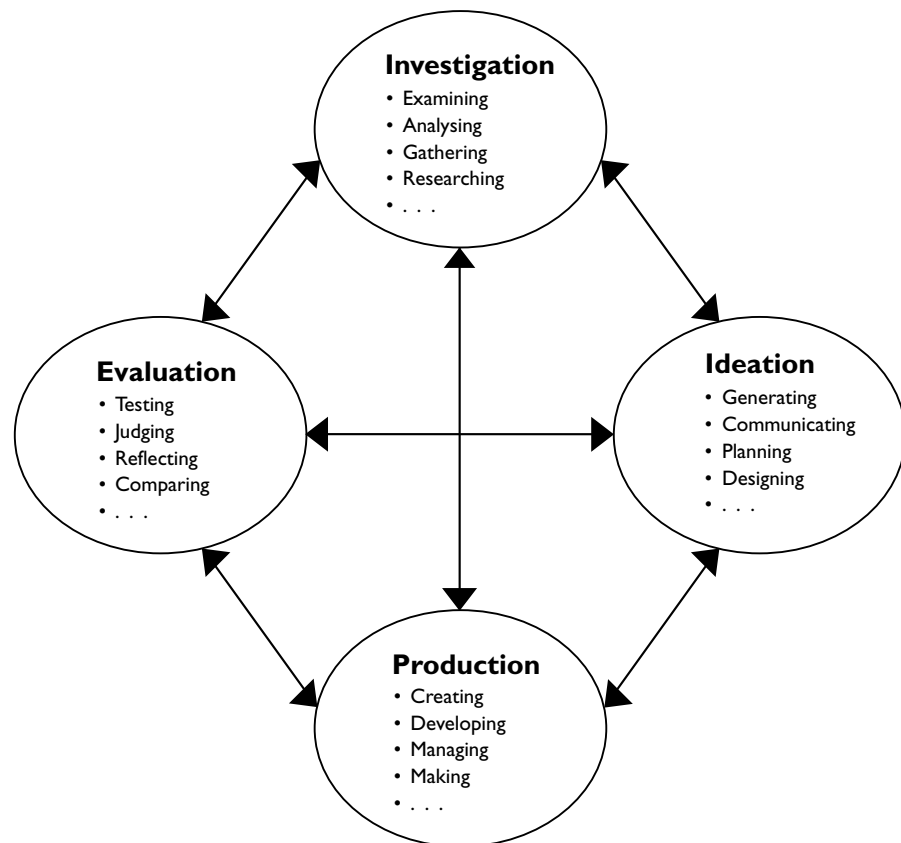 Investigation
• Examining
• Analysing
• Gathering
• Researching
• . . .
Evaluation
• Testing
• Judging
• Reflecting
• Comparing
• . . .
Ideation
• Generating
• Communicating
• Planning
• Designing
• . . .
Production
• Creating
• Developing
• Managing
• Making
• . . .